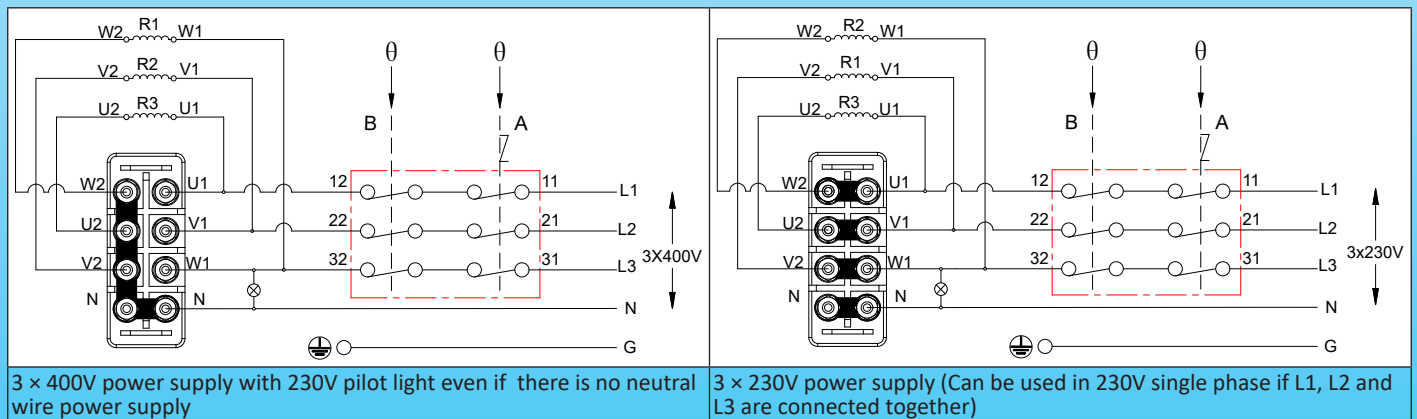 W2 R1 W1
V2 R2 V1
U2 R3 U1
θ θ
B A
W2 U1 12 11 L1
U2 V1 22 21 L2
V2 W1 32 31 L3
3X400V
N N N
G
3 × 400V power supply with 230V pilot light even if there is no neutral
wire power supply
W2 R2 W1
V2 R1 V1
U2 R3 U1
θ θ
B A
W2 U1 12 11 L1
U2 V1 22 21 L2
V2 W1 32 31 L3
3x230V
N N N
G
3 × 230V power supply (Can be used in 230V single phase if L1, L2 and
L3 are connected together)